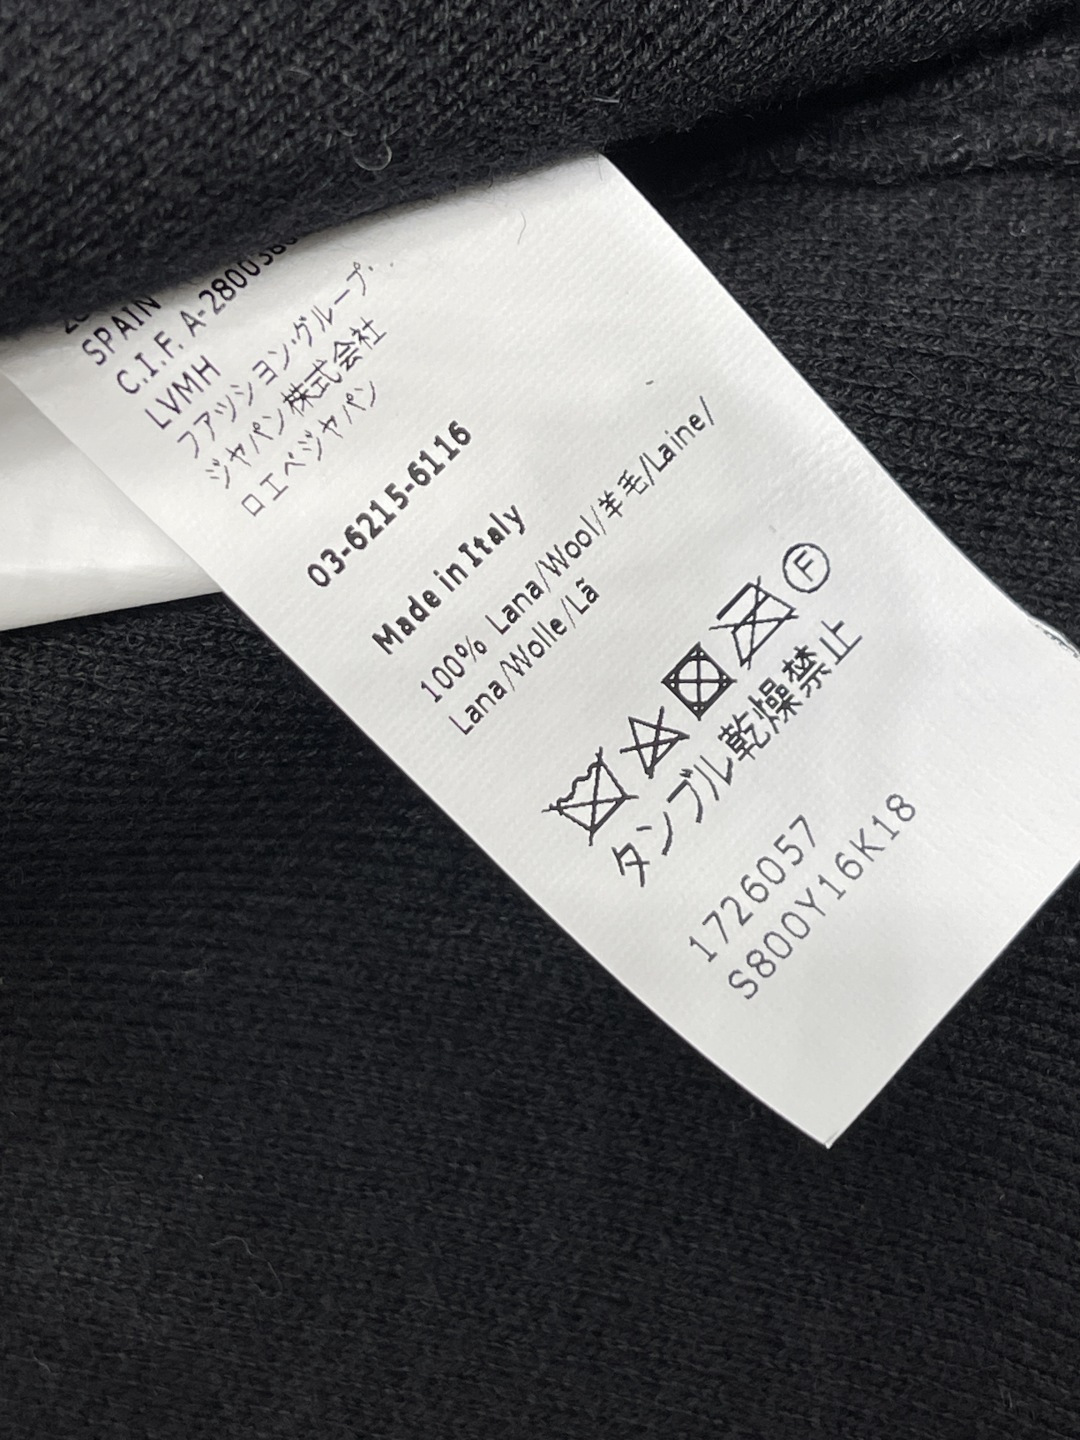 SPAIN
C.I.F. A-28003
LVMH
ファッション・グループ・
ジャパン株式会社
ロエベジャパン
03-6215-6116
Made in Italy
100% Lana/Wool/羊毛/Laine/
Lana/Wolle/Lã
F
タンブル乾燥禁止
1726057
S800Y16K18